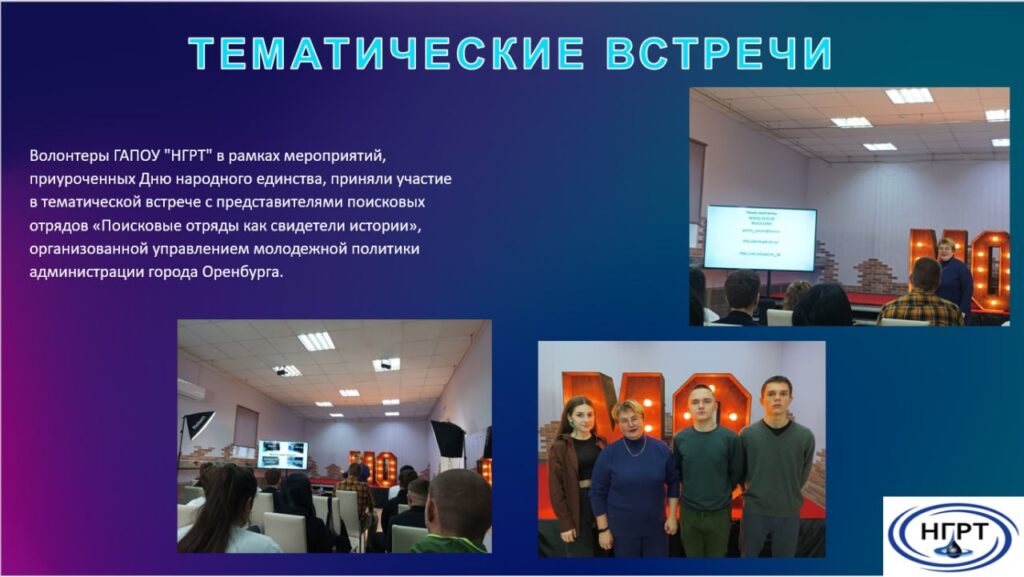 ТЕМАТИЧЕСКИЕ ВСТРЕЧИ
Волонтеры ГАПОУ "НГРТ" в рамках мероприятий,
приуроченных Дню народного единства, приняли участие
в тематической встрече с представителями поисковых
отрядов «Поисковые отряды как свидетели истории»,
организованной управлением молодежной политики
администрации города Оренбурга.
МО
МО
МО
НГРТ